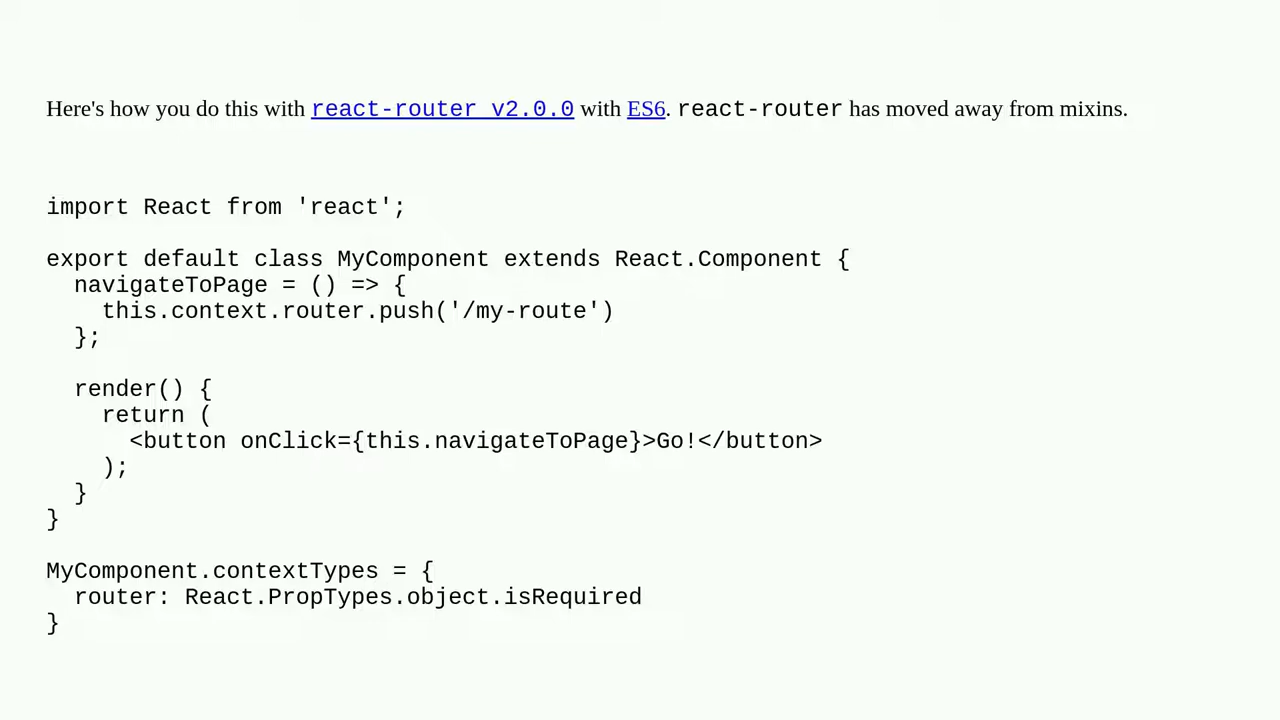 Here's how you do this with react-router v2.0.0 with ES6. react-router has moved away from mixins.
import React from 'react';
export default class MyComponent extends React.Component {
  navigateToPage = () => {
    this.context.router.push('/my-route')
  };
  render() {
    return (
      <button onClick={this.navigateToPage}>Go!</button>
    );
  }
}
MyComponent.contextTypes = {
  router: React.PropTypes.object.isRequired
}